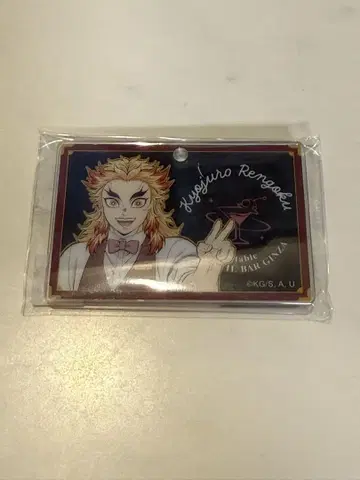 Kyojuro Rengoku
table
BAR GINZA
©KG/S, A, U